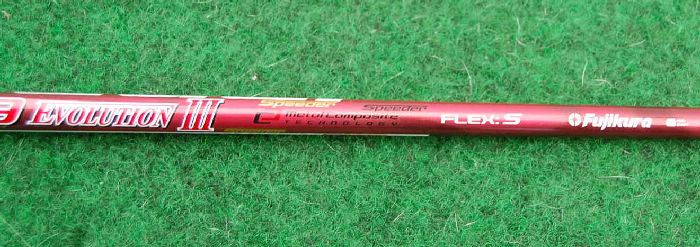 EVOLUTION III
Speeder
Speeder
metal composite
TECHNOLOGY
FLEX: S
Fujikura